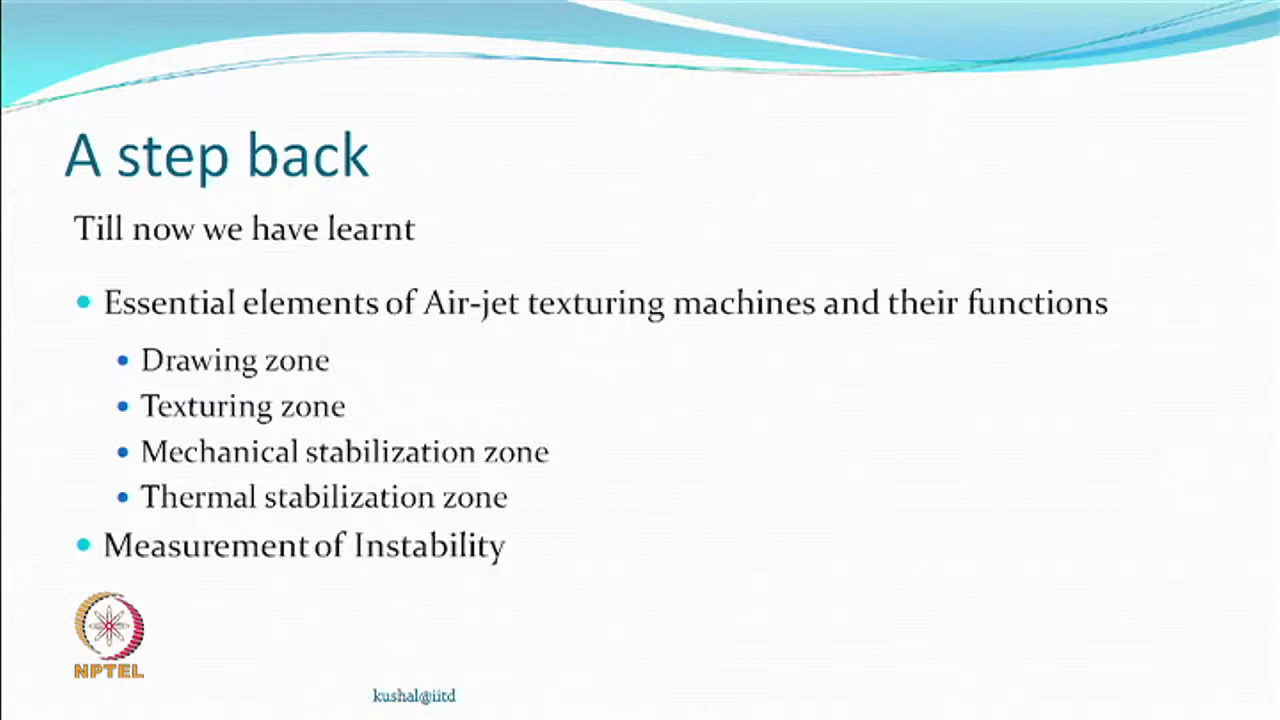 A step back
Till now we have learnt
Essential elements of Air-jet texturing machines and their functions
Drawing zone
Texturing zone
Mechanical stabilization zone
Thermal stabilization zone
Measurement of Instability
NPTEL
kushal@iitd